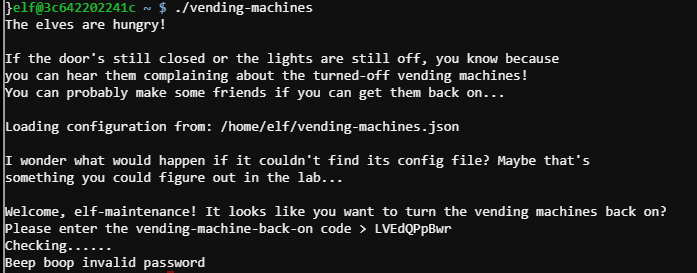 }elf@3c642202241c ~ $ ./vending-machines
The elves are hungry!
If the door's still closed or the lights are still off, you know because
you can hear them complaining about the turned-off vending machines!
You can probably make some friends if you can get them back on...
Loading configuration from: /home/elf/vending-machines.json
I wonder what would happen if it couldn't find its config file? Maybe that's
something you could figure out in the lab...
Welcome, elf-maintenance! It looks like you want to turn the vending machines back on?
Please enter the vending-machine-back-on code > LVEdQPpBwr
Checking......
Beep boop invalid password